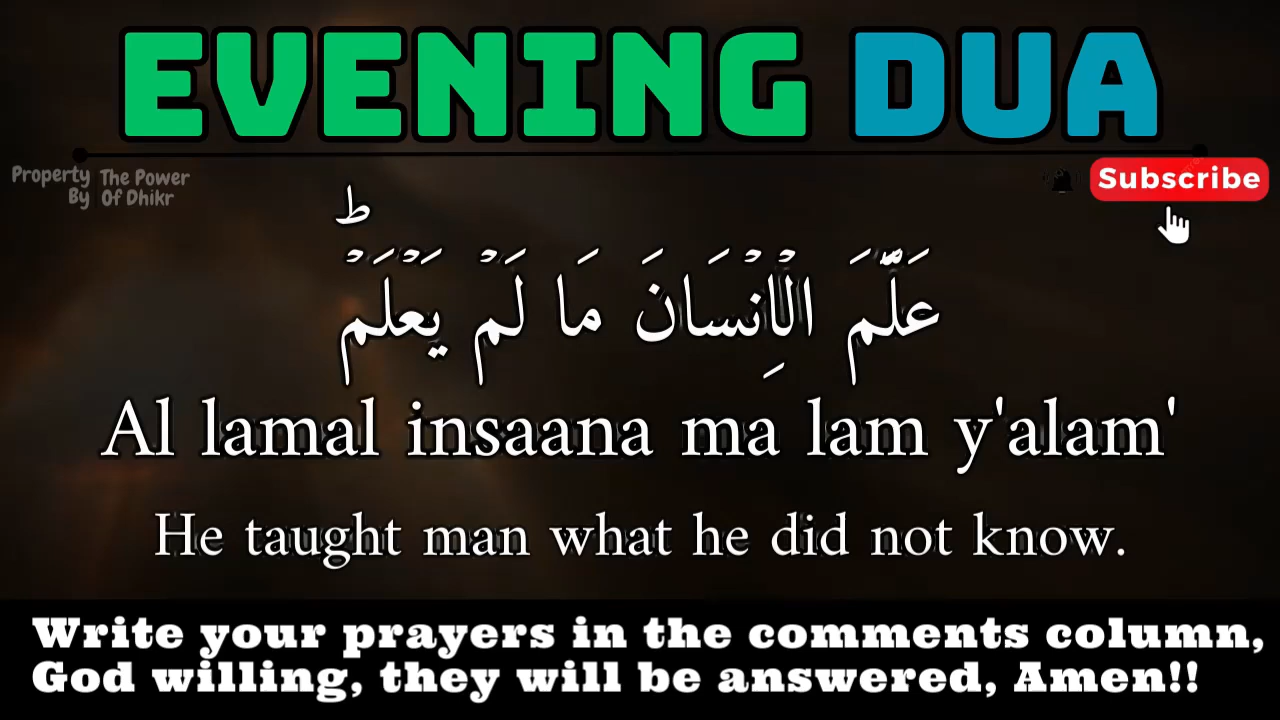 EVENING DUA
Property By The Power Of Dhikr
Subscribe
عَلَّمَ الۡاِنۡسَانَ مَا لَمۡ يَعۡلَمۡؕ
Al lamal insaana ma lam y'alam'
He taught man what he did not know.
Write your prayers in the comments column,
God willing, they will be answered, Amen!!